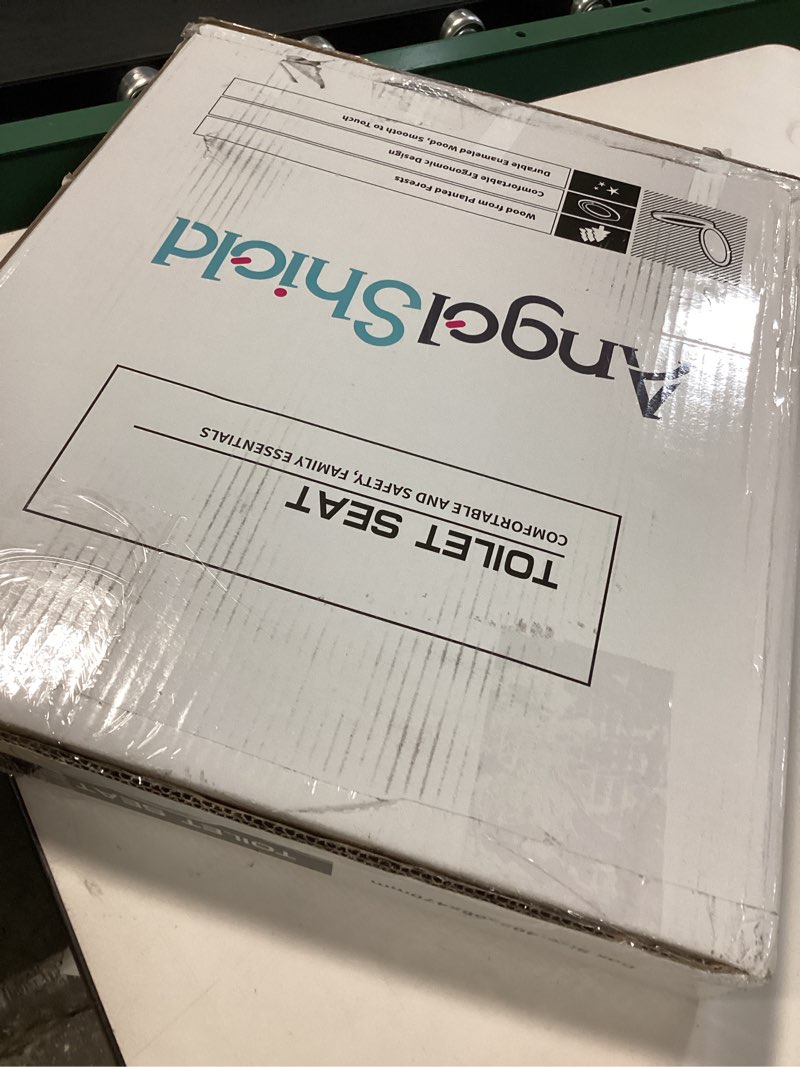 AngelShield
Wood from Planted Forests
Comfortable Ergonomic Design
Durable Enameled Wood, Smooth to Touch
TOILET SEAT
COMFORTABLE AND SAFETY, FAMILY ESSENTIALS
TOILET SEAT